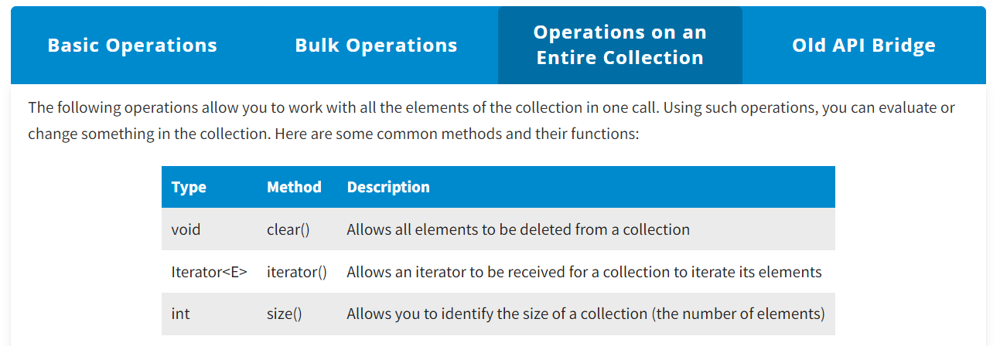 Basic Operations
Bulk Operations
Operations on an
Entire Collection
Old API Bridge
The following operations allow you to work with all the elements of the collection in one call. Using such operations, you can evaluate or
change something in the collection. Here are some common methods and their functions:
Type Method Description
void clear() Allows all elements to be deleted from a collection
Iterator<E> iterator() Allows an iterator to be received for a collection to iterate its elements
int size() Allows you to identify the size of a collection (the number of elements)